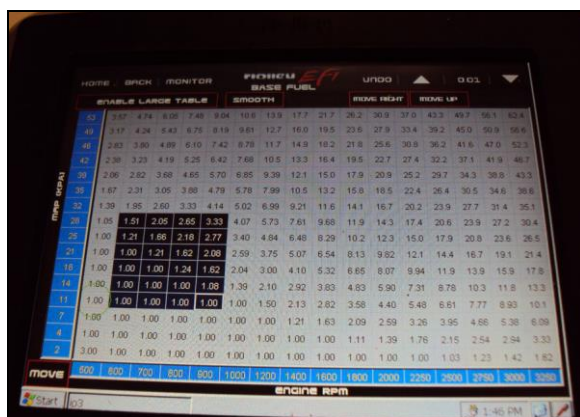 HOME BACK MONITOR HOLLEY EFI UNDO 0.01
BASE FUEL
ENABLE LARGE TABLE SMOOTH MOVE RIGHT MOVE UP
53 3.57 4.74 6.05 7.48 9.04 10.6 13.9 17.7 21.7 26.2 30.9 37.0 43.3 49.7 56.1 62.4
49 3.17 4.24 5.43 6.75 8.19 9.61 12.7 16.0 19.5 23.6 27.9 33.4 39.2 45.0 50.9 56.6
46 2.83 3.80 4.89 6.10 7.42 8.78 11.7 14.9 18.2 21.8 25.6 30.8 36.2 41.6 47.0 52.3
42 2.38 3.23 4.19 5.26 6.42 7.66 10.5 13.3 16.4 19.5 22.7 27.4 32.2 37.1 41.9 46.7
39 2.06 2.82 3.68 4.65 5.70 6.85 9.39 12.1 15.0 17.9 20.9 25.2 29.7 34.3 38.8 43.3
35 1.67 2.31 3.05 3.88 4.79 5.78 7.99 10.5 13.2 15.8 18.5 22.4 26.4 30.5 34.6 38.6
32 1.39 1.95 2.60 3.33 4.14 5.02 6.99 9.21 11.6 14.1 16.7 20.2 23.9 27.7 31.4 35.1
MAP (KPA)
28 1.05 1.51 2.05 2.65 3.33 4.07 5.73 7.61 9.68 11.9 14.3 17.4 20.6 23.9 27.2 30.4
25 1.00 1.21 1.66 2.18 2.77 3.40 4.84 6.48 8.29 10.2 12.3 15.0 17.9 20.8 23.6 26.5
21 1.00 1.00 1.21 1.62 2.08 2.59 3.75 5.07 6.54 8.13 9.82 12.1 14.4 16.7 19.1 21.4
18 1.00 1.00 1.00 1.24 1.62 2.04 3.00 4.10 5.32 6.65 8.07 9.94 11.9 13.9 15.9 17.8
14 1.00 1.00 1.00 1.00 1.08 1.39 2.10 2.92 3.83 4.83 5.90 7.31 8.78 10.3 11.8 13.3
11 1.00 1.00 1.00 1.00 1.00 1.00 1.50 2.13 2.82 3.58 4.40 5.48 6.61 7.77 8.93 10.1
7 1.00 1.00 1.00 1.00 1.00 1.00 1.00 1.21 1.63 2.09 2.59 3.26 3.95 4.66 5.38 6.09
4 1.00 1.00 1.00 1.00 1.00 1.00 1.00 1.00 1.00 1.11 1.39 1.76 2.15 2.54 2.94 3.33
2 3.00 1.00 1.00 1.00 1.00 1.00 1.00 1.00 1.00 1.00 1.00 1.00 1.03 1.23 1.42 1.62
MOVE 500 600 700 800 900 1000 1200 1400 1600 1800 2000 2250 2500 2750 3000 3250
ENGINE RPM
Start io3 1:46 PM